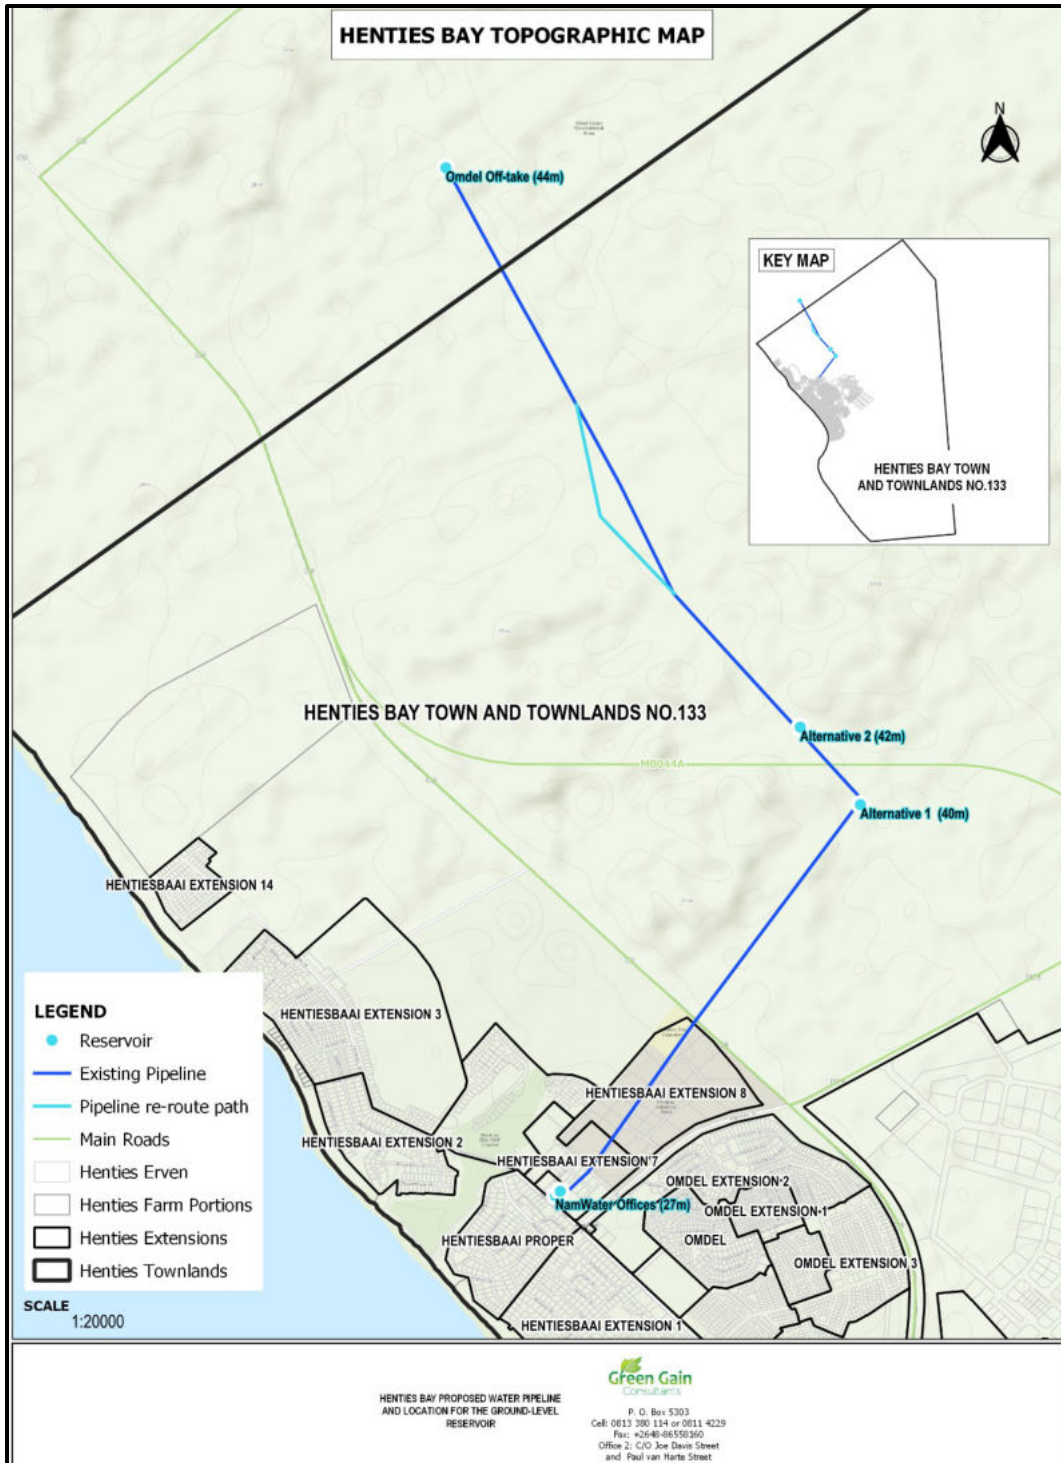 HENTIES BAY TOPOGRAPHIC MAP
N
Omdel Off-take (44m)
KEY MAP
HENTIES BAY TOWN
AND TOWNLANDS NO.133
HENTIES BAY TOWN AND TOWNLANDS NO.133
Alternative 2 (42m)
M0044A
Alternative 1 (40m)
HENTIESBAAI EXTENSION 14
HENTIESBAAI EXTENSION 3
HENTIESBAAI EXTENSION 8
HENTIESBAAI EXTENSION 2
HENTIESBAAI EXTENSION 7
OMDEL EXTENSION 2
NamWater Offices (27m)
OMDEL EXTENSION 1
HENTIESBAAI PROPER
OMDEL
OMDEL EXTENSION 3
HENTIESBAAI EXTENSION 1
LEGEND
Reservoir
Existing Pipeline
Pipeline re-route path
Main Roads
Henties Erven
Henties Farm Portions
Henties Extensions
Henties Townlands
SCALE
1:20000
HENTIES BAY PROPOSED WATER PIPELINE
AND LOCATION FOR THE GROUND-LEVEL
RESERVOIR
Green Gain
Consultants
P. O. Box 5303
Cell: 0813 380 114 or 0811 4229
Fax: +2648-86558160
Office 2: C/O Joe Davis Street
and Paul van Harte Street